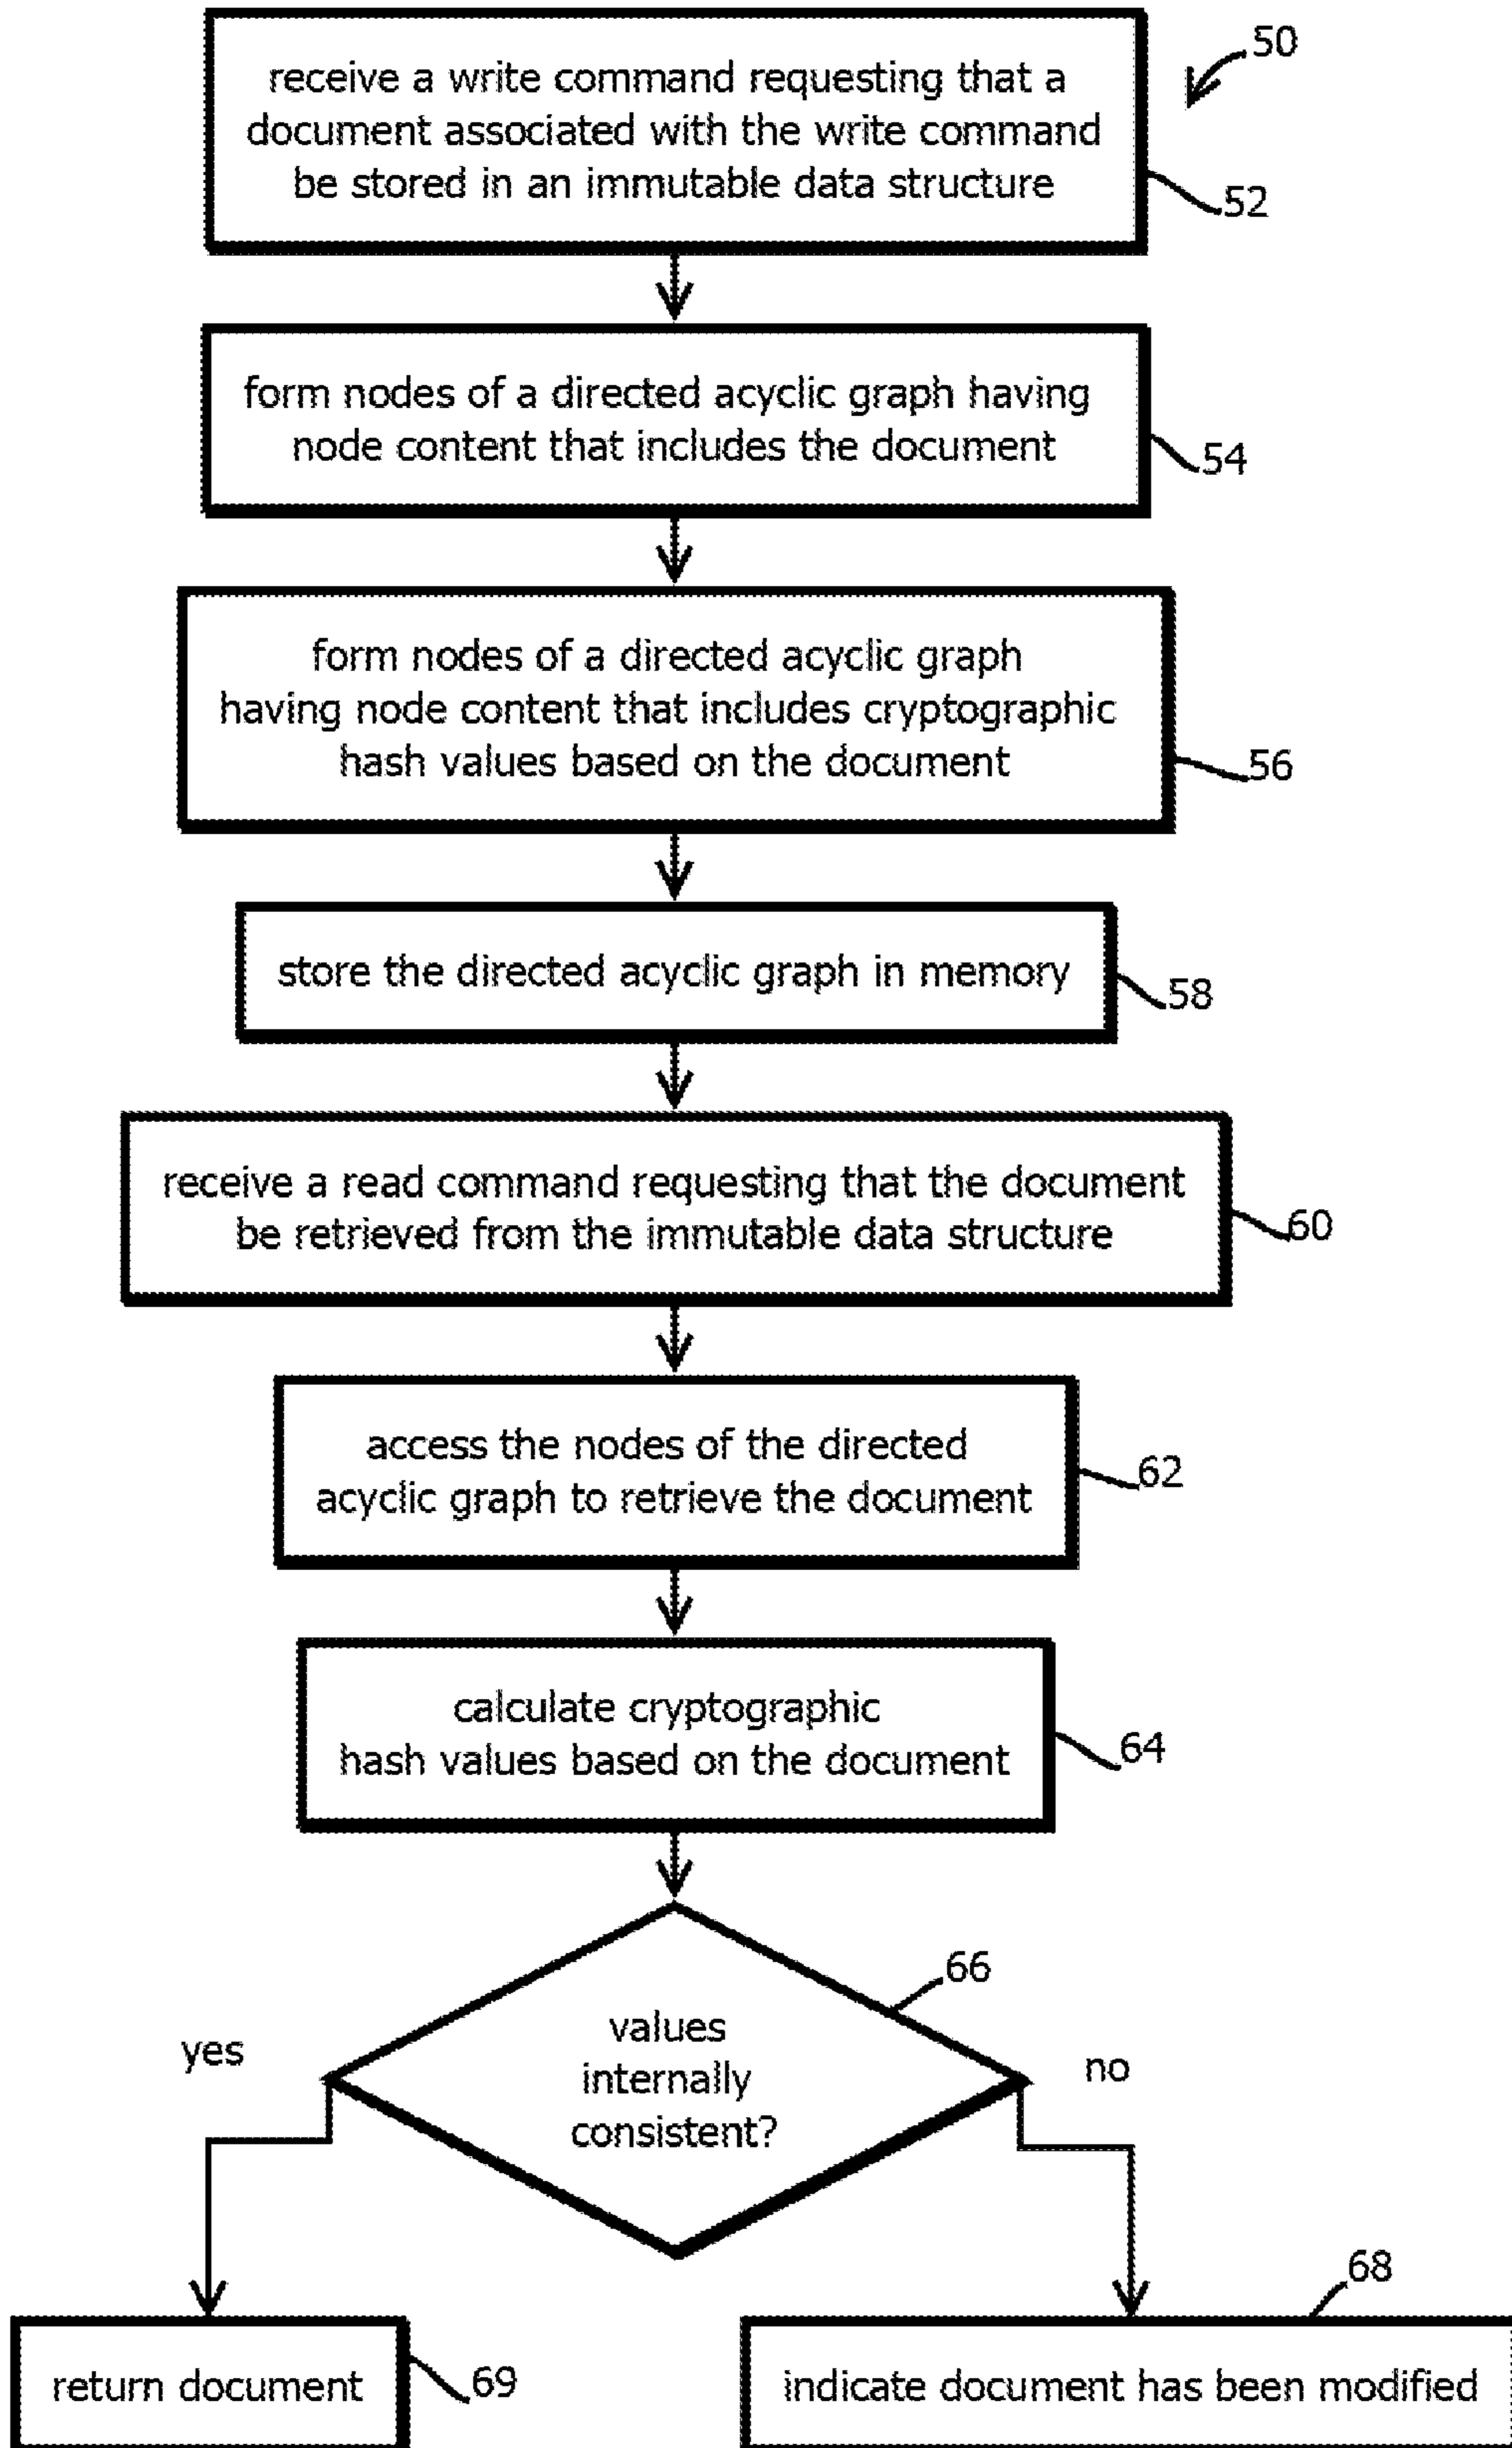 50
receive a write command requesting that a
document associated with the write command
be stored in an immutable data structure
52
form nodes of a directed acyclic graph having
node content that includes the document
54
form nodes of a directed acyclic graph
having node content that includes cryptographic
hash values based on the document
56
store the directed acyclic graph in memory
58
receive a read command requesting that the document
be retrieved from the immutable data structure
60
access the nodes of the directed
acyclic graph to retrieve the document
62
calculate cryptographic
hash values based on the document
64
66
values
internally
consistent?
yes
no
68
return document
69
indicate document has been modified